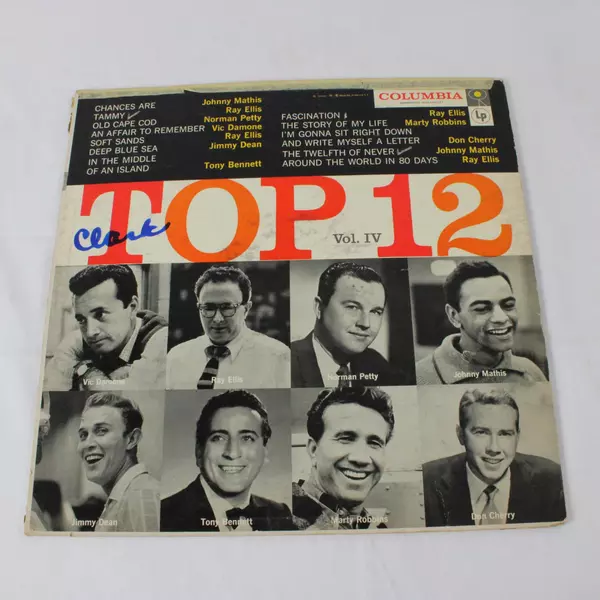 COLUMBIA
Lp
CHANCES ARE Johnny Mathis
TAMMY Ray Ellis
OLD CAPE COD Norman Petty
AN AFFAIR TO REMEMBER Vic Damone
SOFT SANDS Ray Ellis
DEEP BLUE SEA Jimmy Dean
IN THE MIDDLE
OF AN ISLAND Tony Bennett
FASCINATION Ray Ellis
THE STORY OF MY LIFE Marty Robbins
I'M GONNA SIT RIGHT DOWN
AND WRITE MYSELF A LETTER Don Cherry
THE TWELFTH OF NEVER Johnny Mathis
AROUND THE WORLD IN 80 DAYS Ray Ellis
TOP 12
Clark
Vol. IV
Vic Damone Ray Ellis Norman Petty Johnny Mathis
Jimmy Dean Tony Bennett Marty Robbins Don Cherry